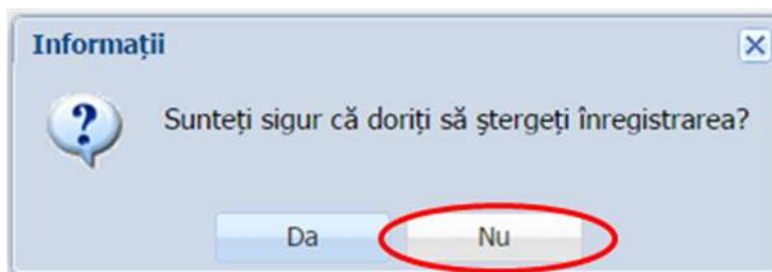 Informații
Sunteți sigur că doriți să ştergeți înregistrarea?
Da
Nu